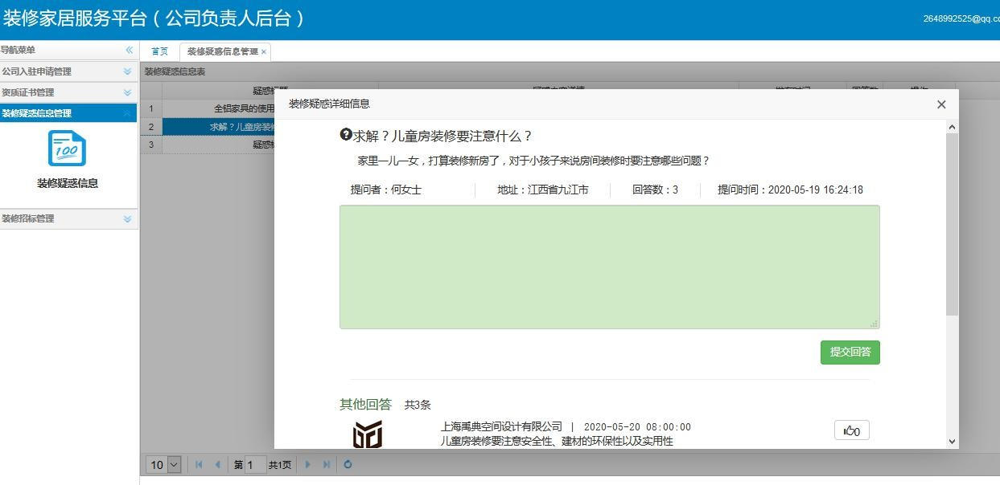 装修家居服务平台（公司负责人后台）
2648992525@qq.co
导航菜单
首页
装修疑惑信息管理
公司入驻申请管理
装修疑惑信息表
资质证书管理
装修疑惑信息管理
装修疑惑信息
装修招标管理
1
全铝家具的使用
2
求解？儿童房装修
3
装修疑惑详细信息
求解？儿童房装修要注意什么？
家里一儿一女，打算装修新房了，对于小孩子来说房间装修时要注意哪些问题？
提问者：何女士 地址：江西省九江市 回答数：3 提问时间：2020-05-19 16:24:18
提交回答
其他回答 共3条
上海禹典空间设计有限公司 | 2020-05-20 08:00:00
0
儿童房装修要注意安全性、建材的环保性以及实用性
10 第 1 共1页